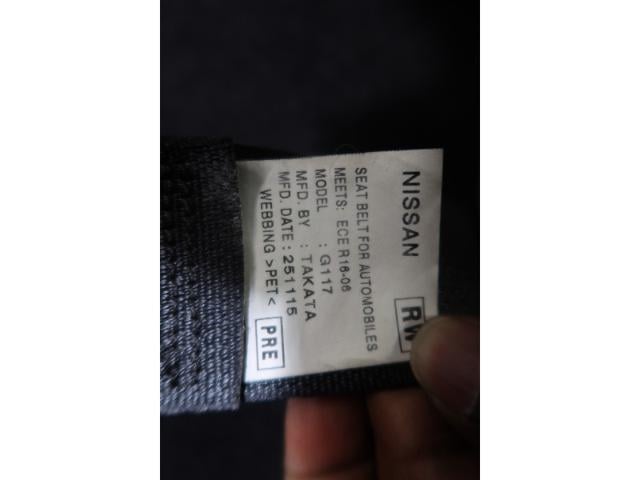 NISSAN RW
SEAT BELT FOR AUTOMOBILES
MEETS: ECE R16-06
MODEL : G117
MFD. BY : TAKATA
MFD. DATE : 251115
WEBBING >PET< PRE